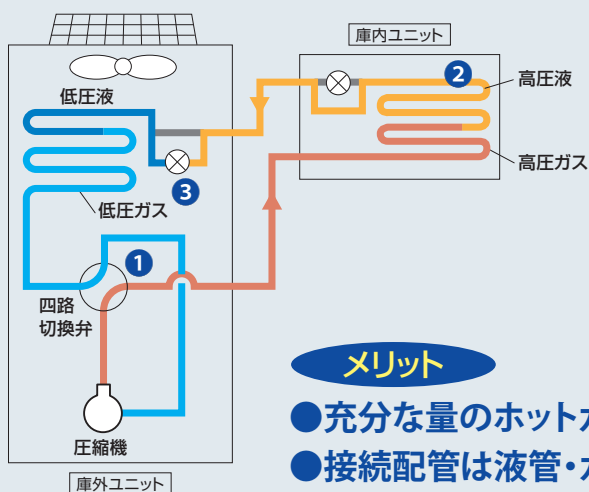 庫内ユニット
低圧液
2
高圧液
高圧ガス
3
低圧ガス
1
四路
切換弁
圧縮機
庫外ユニット
メリット
●充分な量のホット
●接続配管は液管・